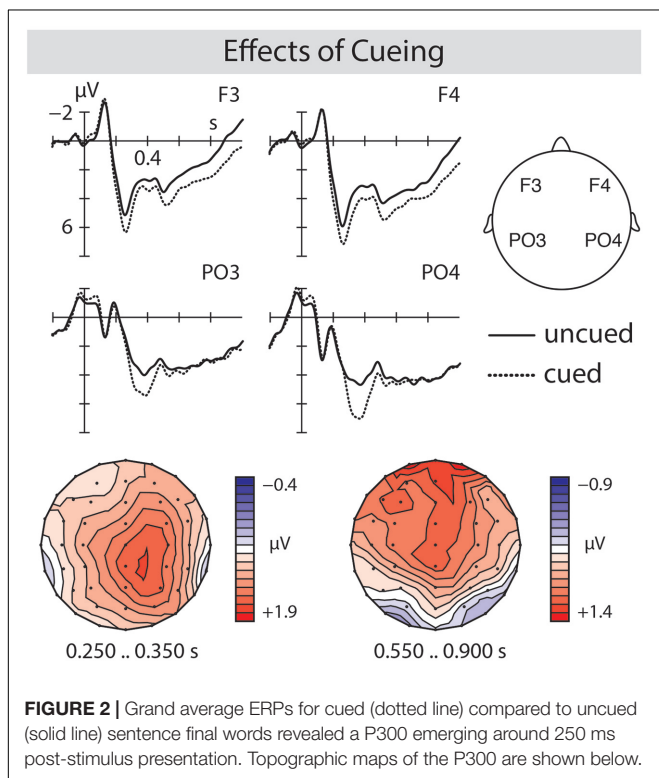 Effects of Cueing
μV
−2
F3
s
0.4
6
F4
F3
F4
PO3
PO4
PO3
PO4
uncued
cued
−0.4
μV
+1.9
0.250 .. 0.350 s
−0.9
μV
+1.4
0.550 .. 0.900 s
FIGURE 2 | Grand average ERPs for cued (dotted line) compared to uncued
(solid line) sentence final words revealed a P300 emerging around 250 ms
post-stimulus presentation. Topographic maps of the P300 are shown below.